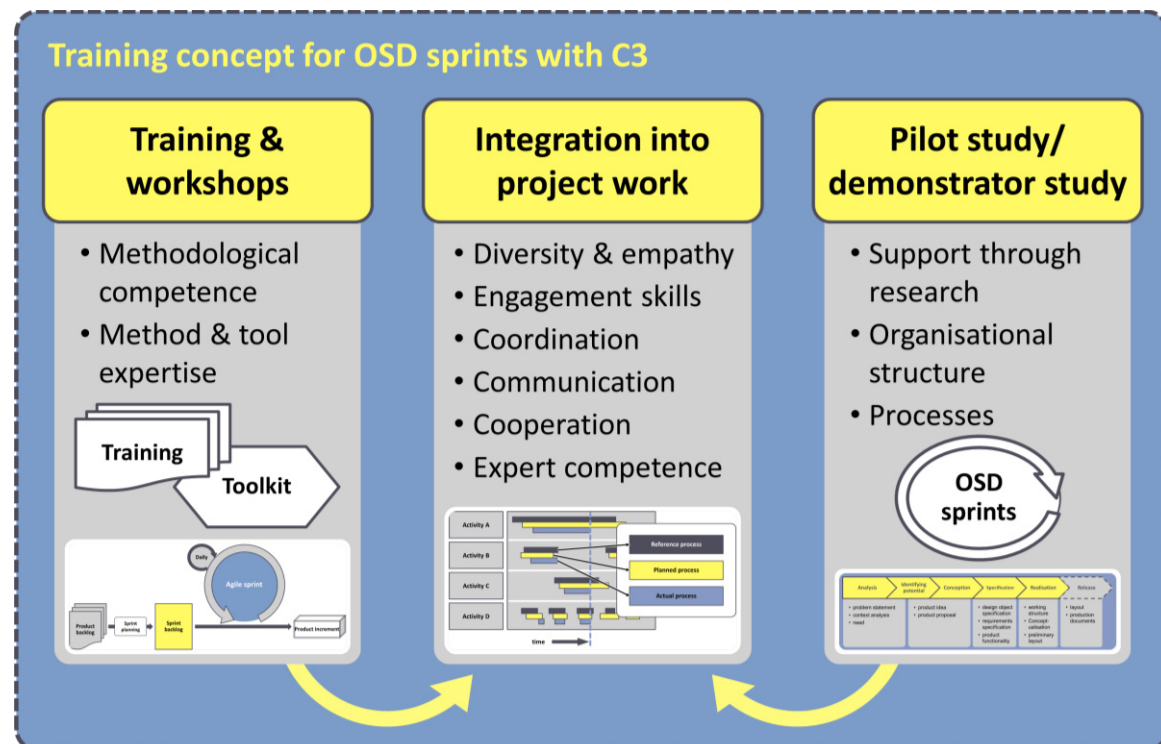 Training concept for OSD sprints with C3
Training &
workshops
• Methodological
competence
• Method & tool
expertise
Training
Toolkit
Daily
Agile sprint
Product
backlog
Sprint
planning
Sprint
backlog
Product increment
Integration into
project work
• Diversity & empathy
• Engagement skills
• Coordination
• Communication
• Cooperation
• Expert competence
Activity A
Activity B
Activity C
Activity D
Reference process
Planned process
Actual process
time
Pilot study/
demonstrator study
• Support through
research
• Organisational
structure
• Processes
OSD
sprints
Analysis
• problem statement
• context analysis
• need
Identifying
potential
Conception
• product idea
• product proposal
Specification
• design object
specification
• requirements
specification
• product
functionality
Realisation
• working
structure
• Concept-
ualisation
• preliminary
layout
Release
• layout
• production
documents